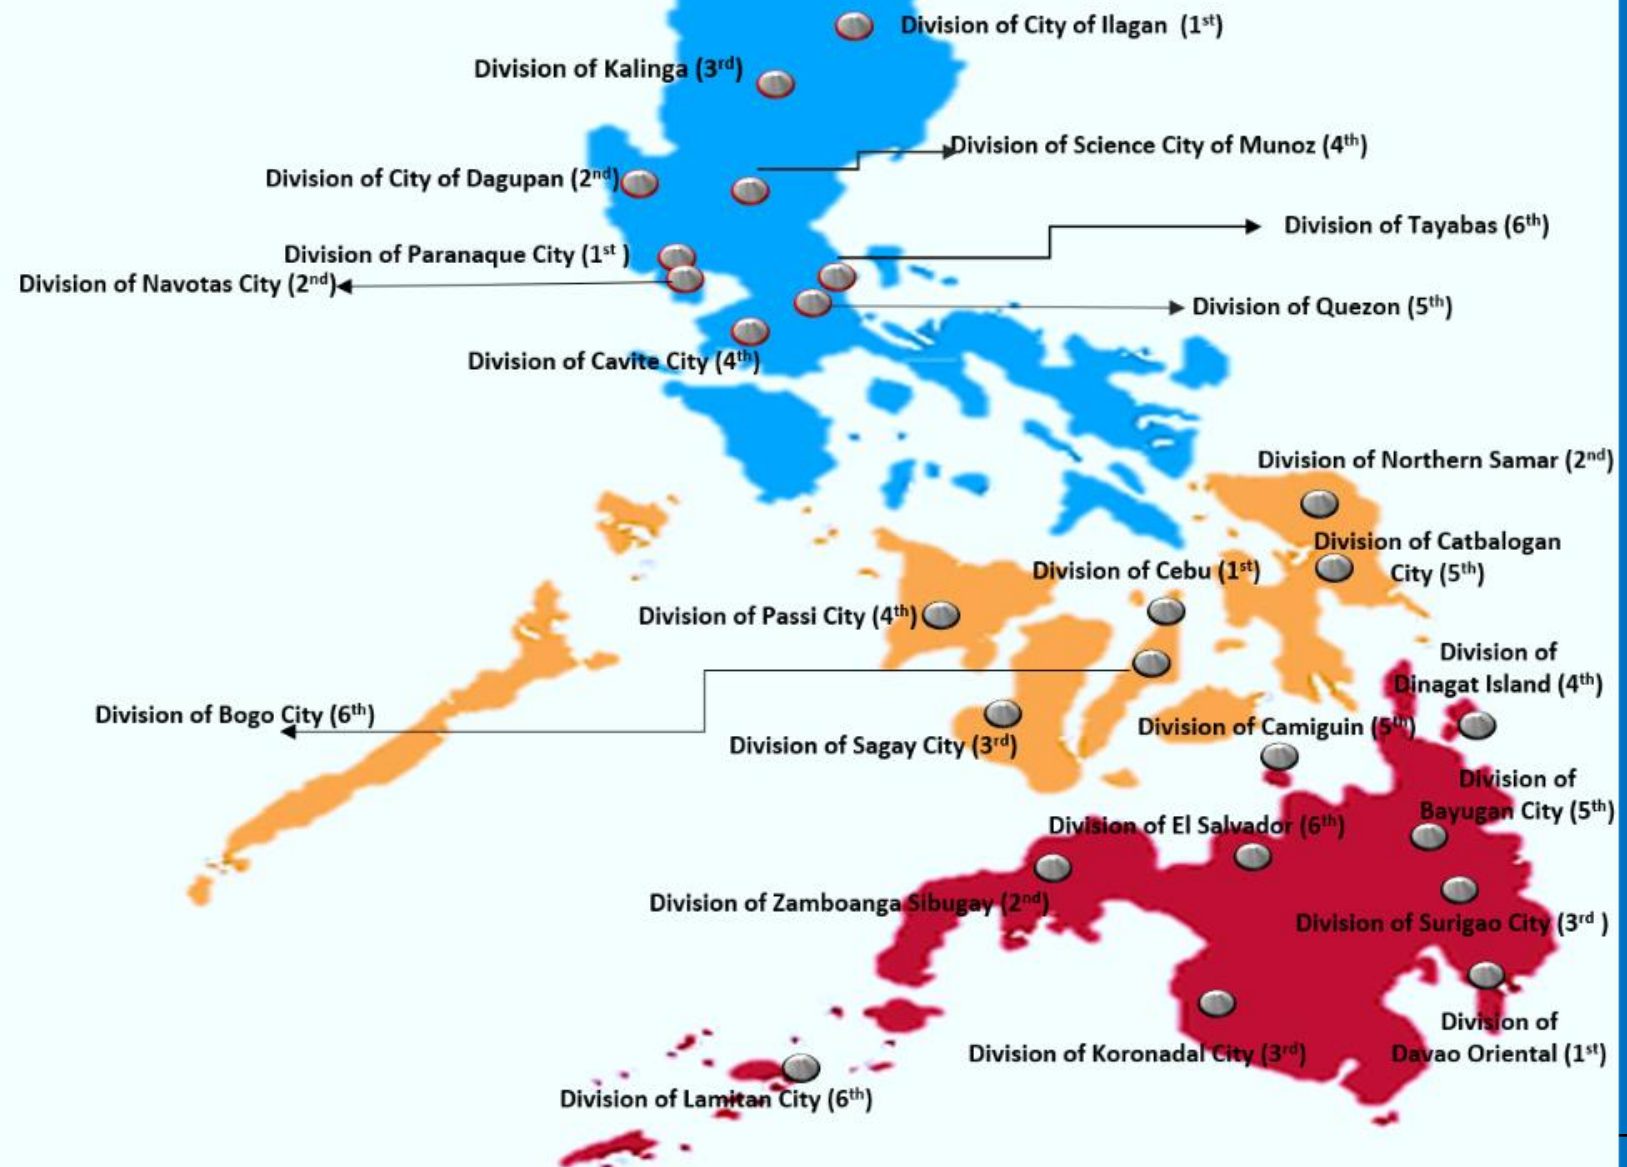 Division of City of Ilagan (1st)
Division of Kalinga (3rd)
Division of Science City of Munoz (4th)
Division of City of Dagupan (2nd)
Division of Tayabas (6th)
Division of Paranaque City (1st )
Division of Navotas City (2nd)
Division of Quezon (5th)
Division of Cavite City (4th)
Division of Northern Samar (2nd)
Division of Catbalogan
City (5th)
Division of Cebu (1st)
Division of Passi City (4th)
Division of
Dinagat Island (4th)
Division of Bogo City (6th)
Division of Camiguin (5th)
Division of Sagay City (3rd)
Division of
Bayugan City (5th)
Division of El Salvador (6th)
Division of Zamboanga Sibugay (2nd)
Division of Surigao City (3rd )
Division of
Davao Oriental (1st)
Division of Koronadal City (3rd)
Division of Lamitan City (6th)